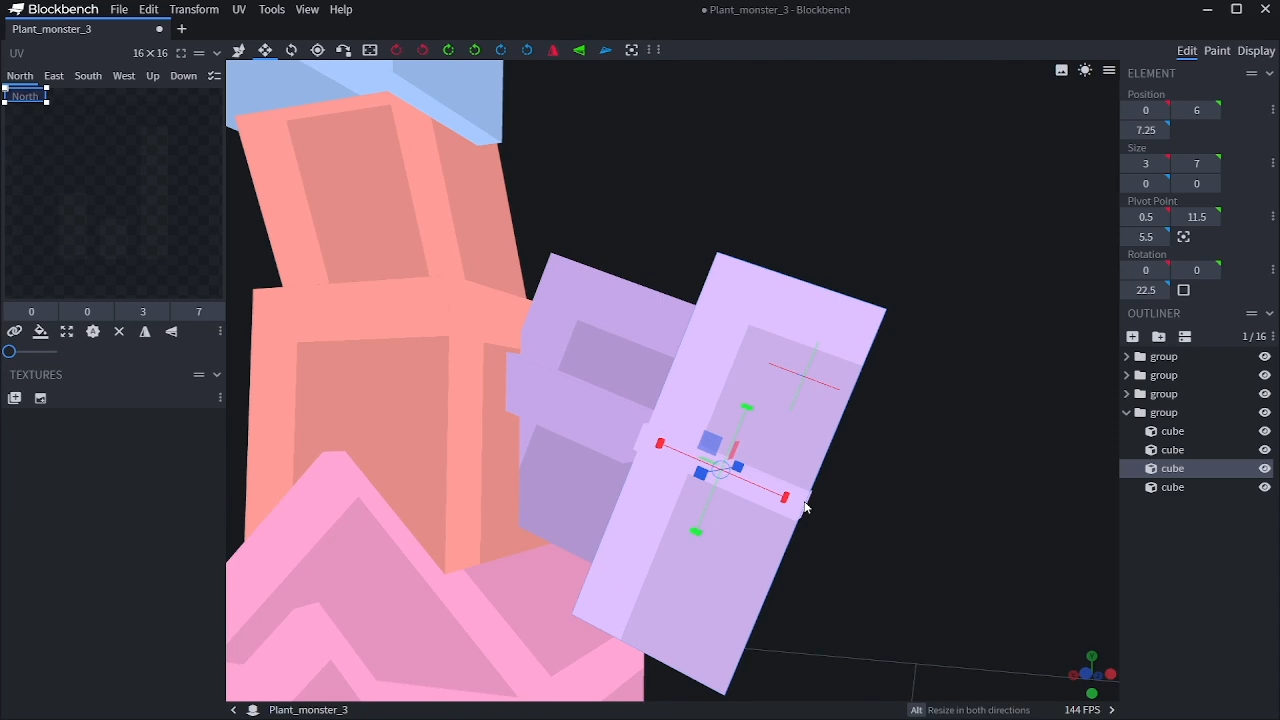 Blockbench File Edit Transform UV Tools View Help
Plant_monster_3 - Blockbench
Plant_monster_3
UV 16×16
North East South West Up Down
North
0 0 3 7
TEXTURES
Edit Paint Display
ELEMENT
Position
0 6
7.25
Size
3 7
0 0
Pivot Point
0.5 11.5
5.5
Rotation
0 0
22.5
OUTLINER
1/16
group
group
group
group
cube
cube
cube
cube
Y
X
Z
Plant_monster_3
Alt Resize in both directions 144 FPS